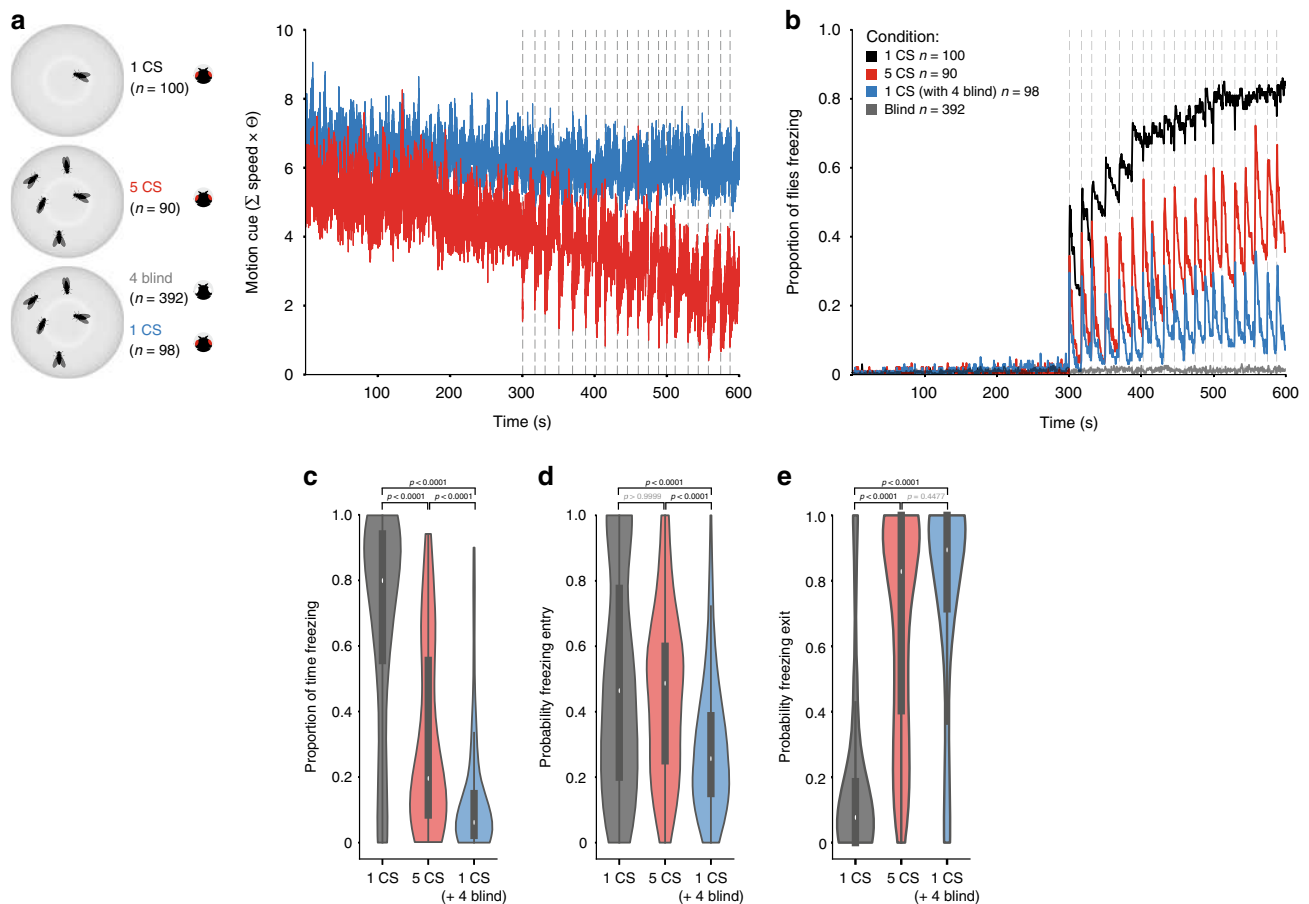 a
1 CS
(n = 100)
5 CS
(n = 90)
4 blind
(n = 392)
1 CS
(n = 98)
Motion cue (Σ speed × Θ)
10
8
6
4
2
0
100
200
300
400
500
600
Time (s)
b
Proportion of flies freezing
1.0
0.8
0.6
0.4
0.2
0
Condition:
1 CS n = 100
5 CS n = 90
1 CS (with 4 blind) n = 98
Blind n = 392
100
200
300
400
500
600
Time (s)
c
p < 0.0001
p < 0.0001 p < 0.0001
Proportion of time freezing
1.0
0.8
0.6
0.4
0.2
0
1 CS
5 CS
1 CS
(+ 4 blind)
d
p < 0.0001
p > 0.9999 p < 0.0001
Probability freezing entry
1.0
0.8
0.6
0.4
0.2
0
1 CS
5 CS
1 CS
(+ 4 blind)
e
p < 0.0001
p < 0.0001 p = 0.4477
Probability freezing exit
1.0
0.8
0.6
0.4
0.2
0
1 CS
5 CS
1 CS
(+ 4 blind)